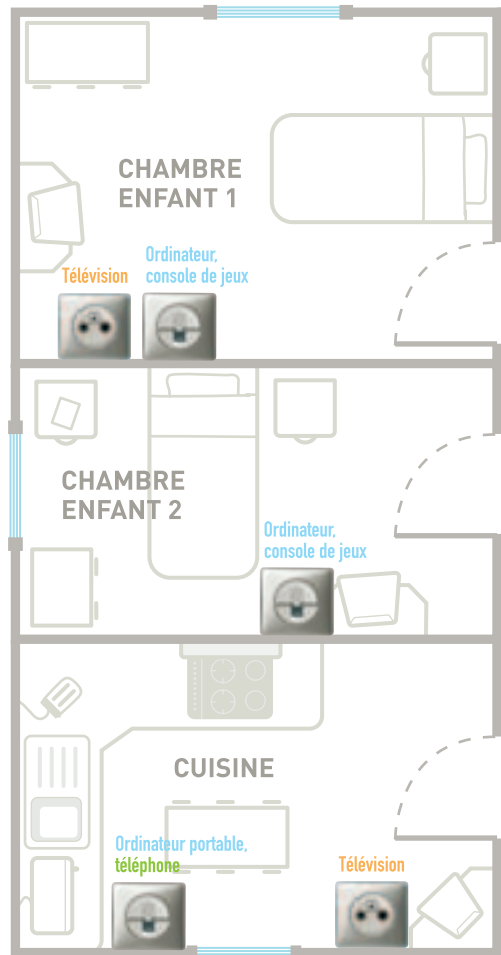 CHAMBRE
ENFANT 1
Télévision
Ordinateur,
console de jeux
CHAMBRE
ENFANT 2
Ordinateur,
console de jeux
CUISINE
Ordinateur portable,
téléphone
Télévision